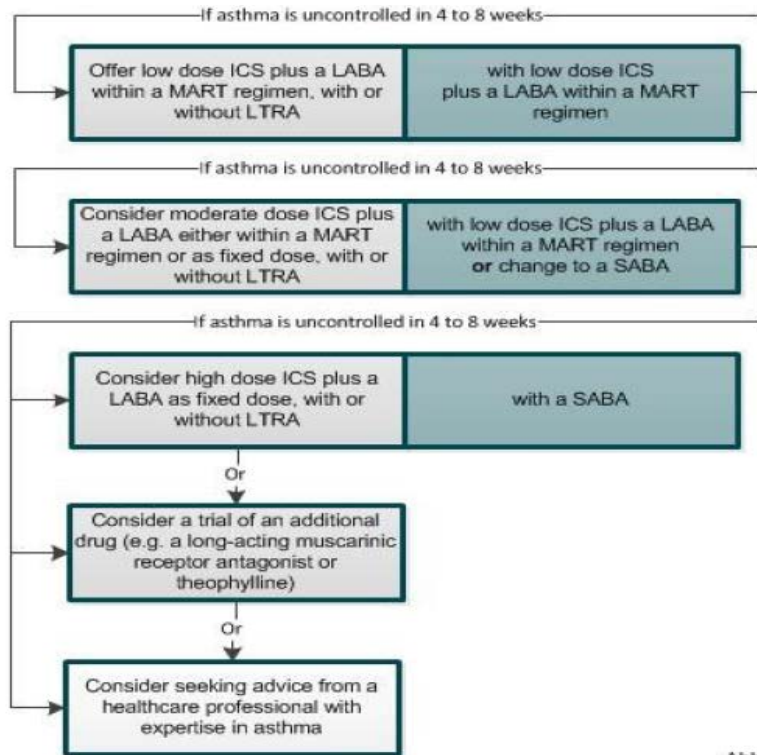 If asthma is uncontrolled in 4 to 8 weeks
Offer low dose ICS plus a LABA
within a MART regimen, with or
without LTRA
with low dose ICS
plus a LABA within a MART
regimen
If asthma is uncontrolled in 4 to 8 weeks
Consider moderate dose ICS plus
a LABA either within a MART
regimen or as fixed dose, with or
without LTRA
with low dose ICS plus a LABA
within a MART regimen
or change to a SABA
If asthma is uncontrolled in 4 to 8 weeks
Consider high dose ICS plus a
LABA as fixed dose, with or
without LTRA
with a SABA
Or
Consider a trial of an additional
drug (e.g. a long-acting muscarinic
receptor antagonist or
theophylline)
Or
Consider seeking advice from a
healthcare professional with
expertise in asthma